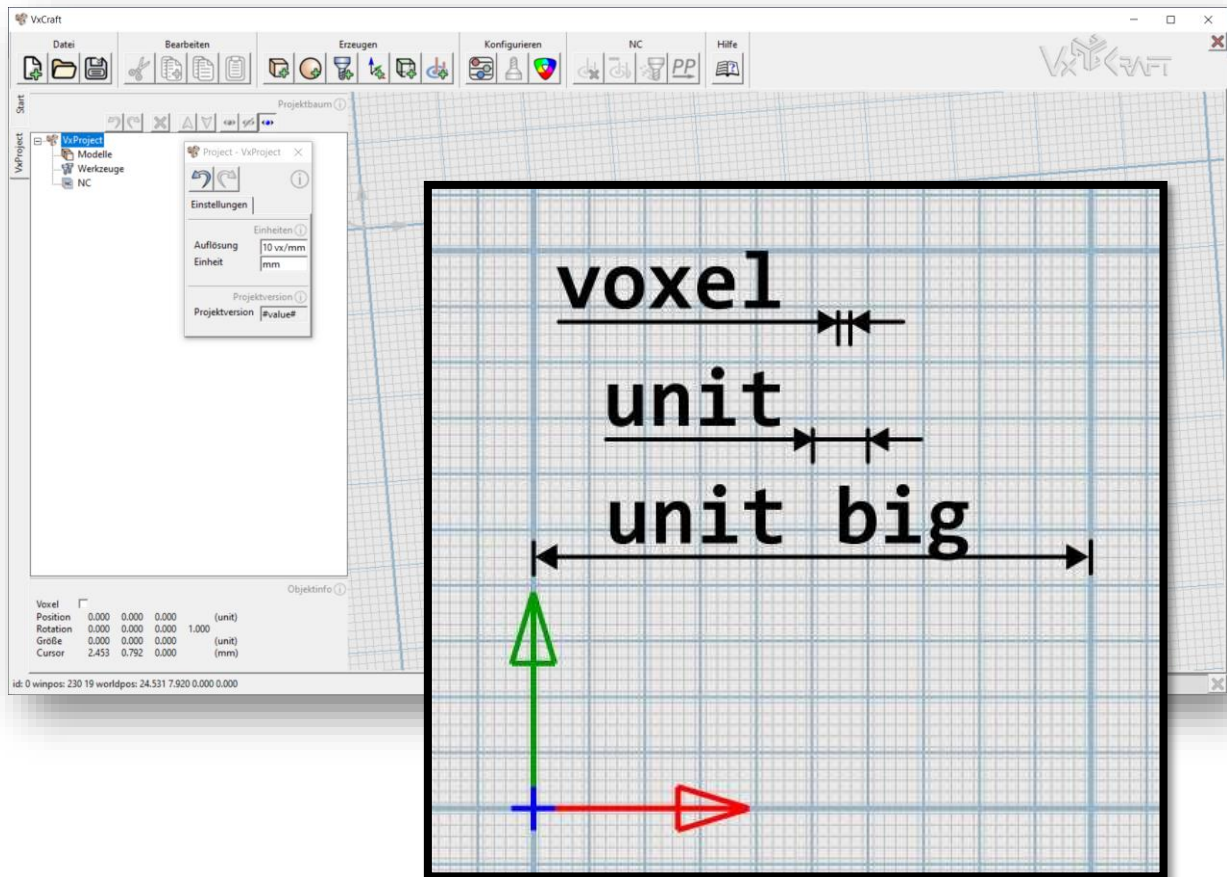 VxCraft
Datei Bearbeiten Erzeugen Konfigurieren NC Hilfe
PP
VXCRAFT
Start
VxProject
Projektbaum
VxProject
Modelle
Werkzeuge
NC
Project - VxProject
Einstellungen
Einheiten
Auflösung 10 vx/mm
Einheit mm
Projektversion
Projektversion #value#
voxel
unit
unit big
Objektinfo
Voxel
Position 0.000 0.000 0.000 (unit)
Rotation 0.000 0.000 0.000 1.000
Größe 0.000 0.000 0.000 (unit)
Cursor 2.453 0.792 0.000 (mm)
id: 0 winpos: 230 19 worldpos: 24.531 7.920 0.000 0.000